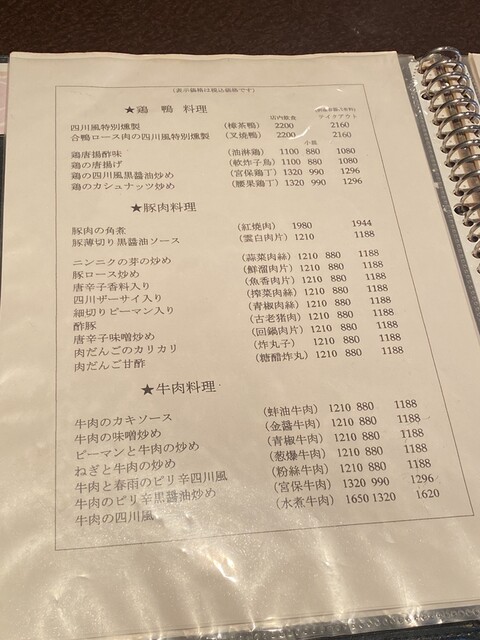 (表示価格は税込価格です)
★鶏 鴨 料理
店内飲食 テイクアウト
四川風特別燻製 (樟茶鴨) 2200 2160
合鴨ロース肉の四川風特別燻製 (叉焼鴨) 2200 2160
小皿
鶏唐揚酢味 (油淋鶏) 1100 880 1080
鶏の唐揚げ (軟炸子鳥) 1100 880 1080
鶏の四川風黒醤油炒め (宮保鶏丁) 1320 990 1296
鶏のカシュナッツ炒め (腰果鶏丁) 1320 990 1296
★豚肉料理
豚肉の角煮 (紅焼肉) 1980 1944
豚薄切り黒醤油ソース (雲白肉片) 1210 1188
ニンニクの芽の炒め (蒜菜肉絲) 1210 880 1188
豚ロース炒め (鮮溜肉片) 1210 880 1188
唐辛子香料入り (魚香肉片) 1210 880 1188
四川ザーサイ入り (搾菜肉絲) 1210 880 1188
細切りピーマン入り (青椒肉絲) 1210 880 1188
酢豚 (古老猪肉) 1210 880 1188
唐辛子味噌炒め (回鍋肉片) 1210 880 1188
肉だんごのカリカリ (炸丸子) 1210 880 1188
肉だんご甘酢 (糖醋炸丸) 1210 880 1188
★牛肉料理
牛肉のカキソース (蚌油牛肉) 1210 880 1188
牛肉の味噌炒め (金醤牛肉) 1210 880 1188
ピーマンと牛肉の炒め (青椒牛肉) 1210 880 1188
ねぎと牛肉の炒め (葱爆牛肉) 1210 880 1188
牛肉と春雨のピリ辛四川風 (粉絲牛肉) 1210 880 1188
牛肉のピリ辛黒醤油炒め (宮保牛肉) 1320 990 1296
牛肉の四川風 (水煮牛肉) 1650 1320 1620